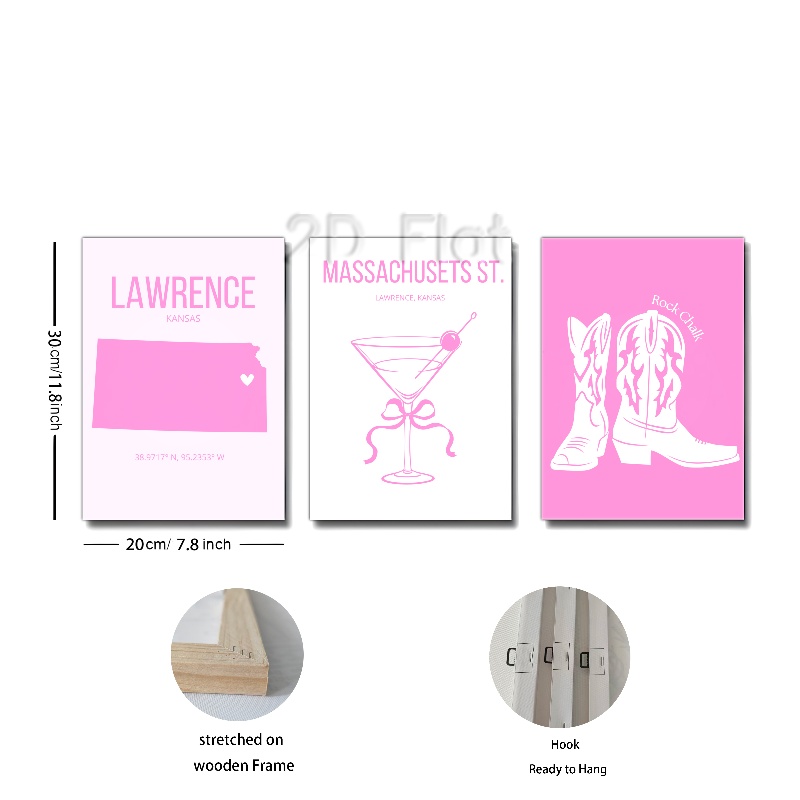 2D Flat
LAWRENCE
KANSAS
38.9717° N, 95.2353° W
MASSACHUSETS ST.
LAWRENCE, KANSAS
Rock Chalk
30cm/11.8inch
20cm/ 7.8 inch
stretched on
wooden Frame
Hook
Ready to Hang